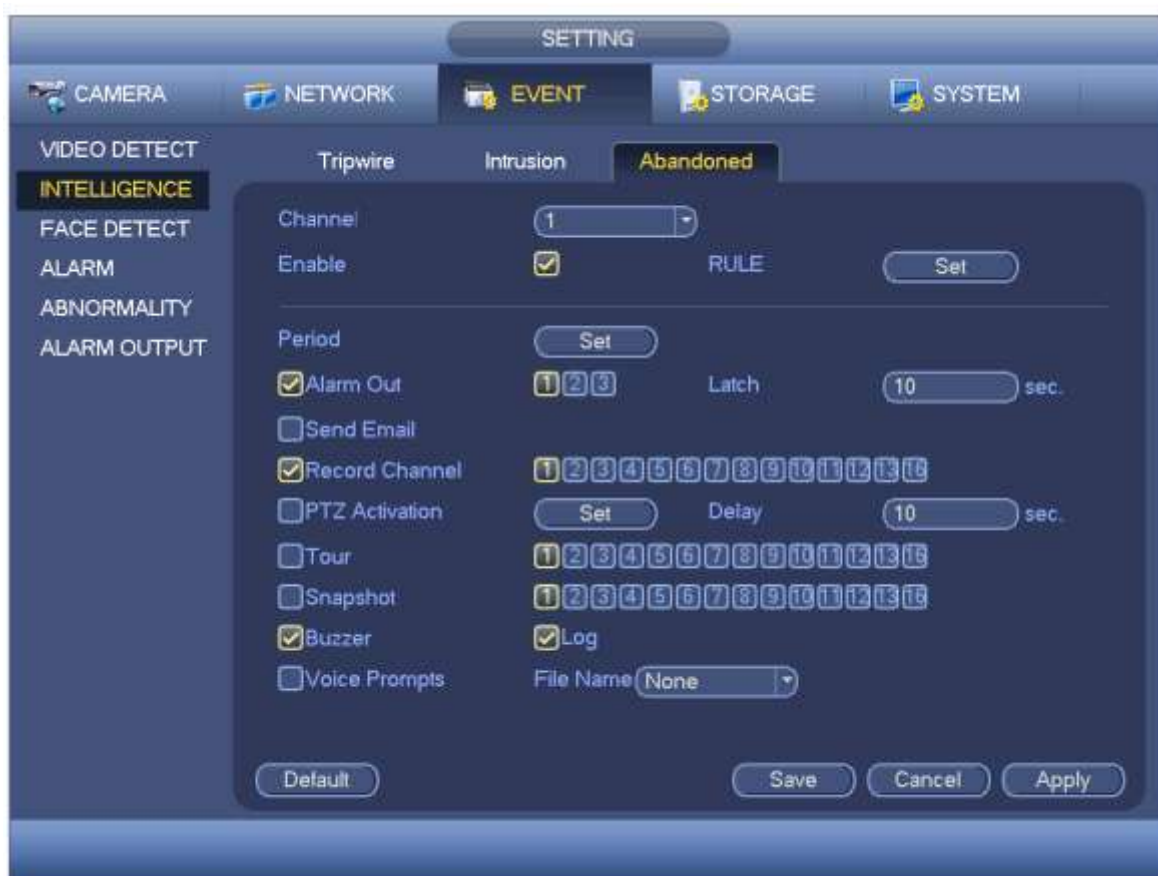 SETTING
CAMERA NETWORK EVENT STORAGE SYSTEM
VIDEO DETECT
INTELLIGENCE
FACE DETECT
ALARM
ABNORMALITY
ALARM OUTPUT
Tripwire Intrusion Abandoned
Channel 1
Enable RULE Set
Period Set
Alarm Out 1 2 3 Latch 10 sec.
Send Email
Record Channel 1 2 3 4 5 6 7 8 9 10 11 12 13 16
PTZ Activation Set Delay 10 sec.
Tour 1 2 3 4 5 6 7 8 9 10 11 12 13 16
Snapshot 1 2 3 4 5 6 7 8 9 10 11 12 13 16
Buzzer Log
Voice Prompts File Name None
Default Save Cancel Apply